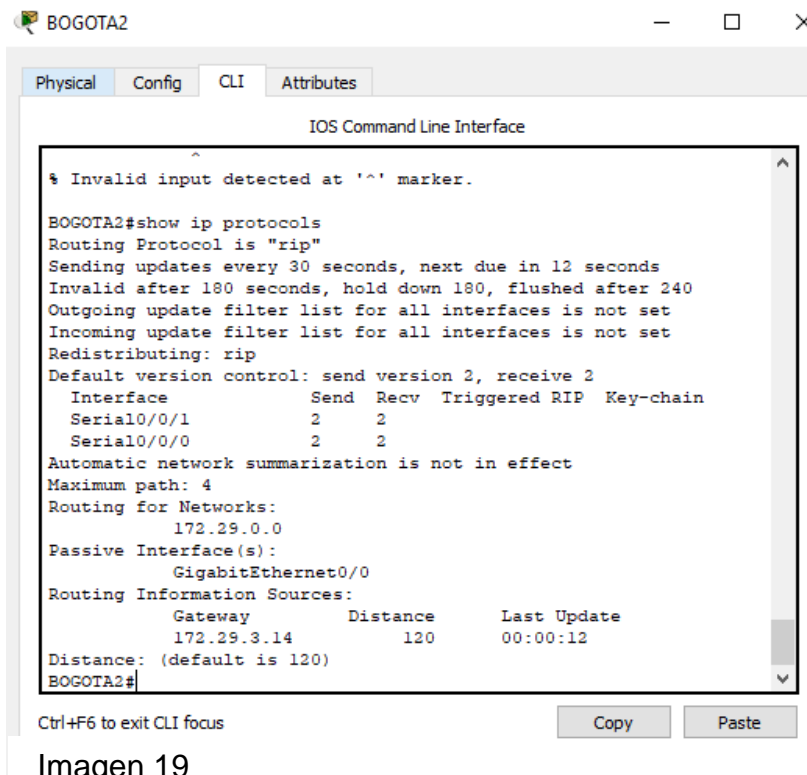 BOGOTA2
Physical Config CLI Attributes
IOS Command Line Interface
^
% Invalid input detected at '^' marker.
BOGOTA2#show ip protocols
Routing Protocol is "rip"
Sending updates every 30 seconds, next due in 12 seconds
Invalid after 180 seconds, hold down 180, flushed after 240
Outgoing update filter list for all interfaces is not set
Incoming update filter list for all interfaces is not set
Redistributing: rip
Default version control: send version 2, receive 2
Interface Send Recv Triggered RIP Key-chain
Serial0/0/1 2 2
Serial0/0/0 2 2
Automatic network summarization is not in effect
Maximum path: 4
Routing for Networks:
172.29.0.0
Passive Interface(s):
GigabitEthernet0/0
Routing Information Sources:
Gateway Distance Last Update
172.29.3.14 120 00:00:12
Distance: (default is 120)
BOGOTA2#
Ctrl+F6 to exit CLI focus
Copy Paste
Imagen 19